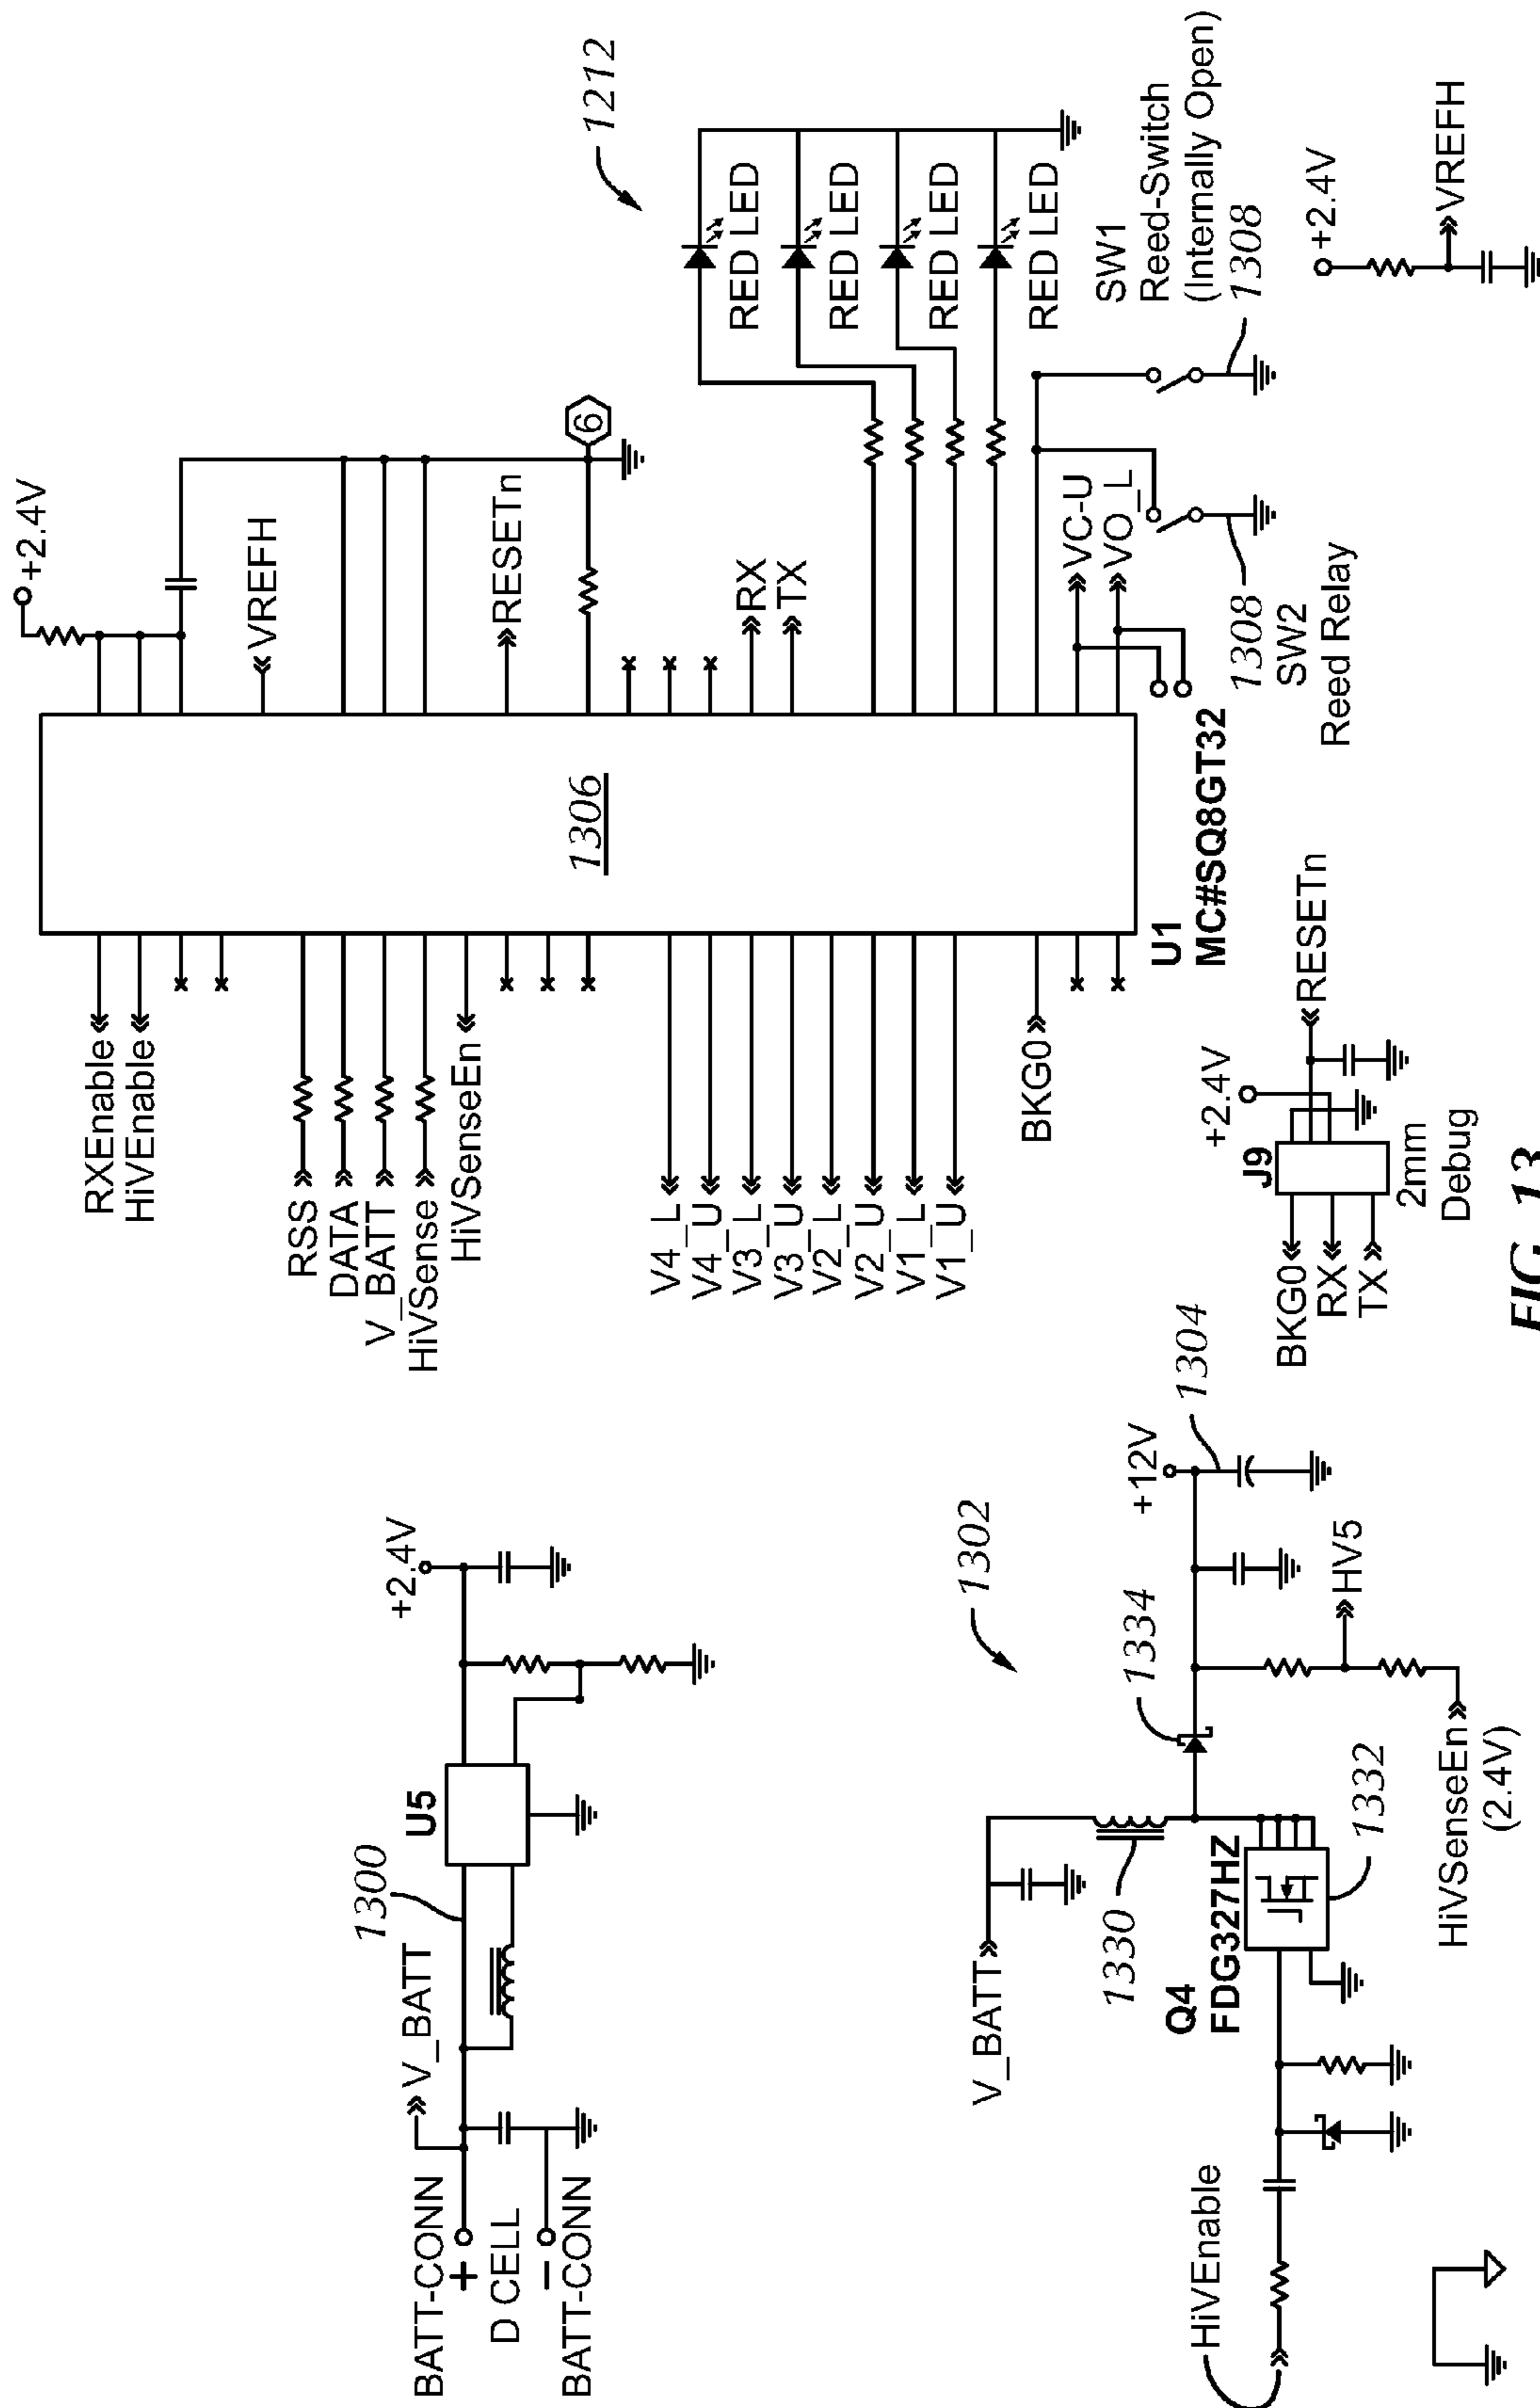 BATT-CONN
+
D CELL
−
BATT-CONN
V_BATT
1300
U5
+2.4V
1302
V_BATT
1330
Q4
FDG327HZ
1332
1334
+12V
1304
HV5
HiVSenseEn
(2.4V)
HiVEnable
RXEnable
HiVEnable
RSS
DATA
V_BATT
HiVSense
HiVSenseEn
V4_L
V4_U
V3_L
V3_U
V2_L
V2_U
V1_L
V1_U
BKG0
1306
U1
MC#SQ8GT32
+2.4V
VREFH
RESETn
6
RX
TX
1212
RED LED
RED LED
RED LED
RED LED
VC-U
VO_L
1308
SW2
Reed Relay
SW1
Reed-Switch
(Internally Open)
1308
+2.4V
VREFH
J9
+2.4V
RESETn
BKG0
RX
TX
2mm
Debug
FIG. 13